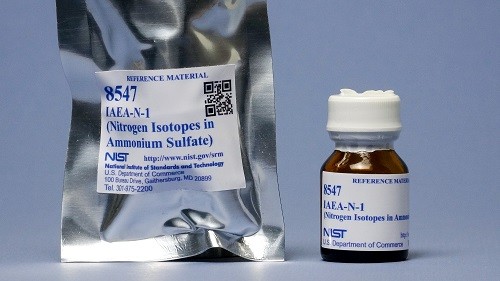 REFERENCE MATERIAL
8547
IAEA-N-1
(Nitrogen Isotopes in
Ammonium Sulfate)
NIST http://www.nist.gov/srm
National Institute of Standards and Technology
U.S. Department of Commerce
100 Bureau Drive, Gaithersburg, MD 20899
Tel. 301-975-2200
REFERENCE MATERIA
8547
IAEA-N-1
(Nitrogen Isotopes in Ammon
NIST
U.S. Department of Commerce